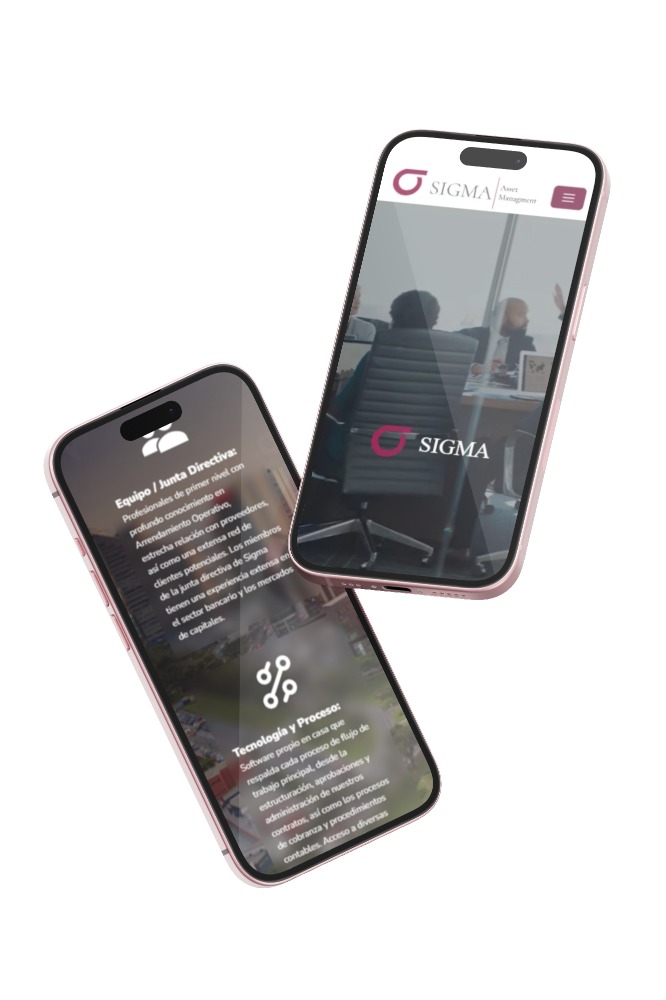 SIGMA
Asset
Managment
SIGMA
Equipo / Junta Directiva:
Profesionales de primer nivel con
profundo conocimiento en
Arrendamiento Operativo,
estrecha relación con proveedores,
así como una extensa red de
clientes potenciales. Los miembros
de la junta directiva de Sigma
tienen una experiencia extensa en
el sector bancario y los mercados
de capitales.
Tecnología y Proceso:
Software propio en casa que
respalda cada proceso de flujo de
trabajo principal, desde la
estructuración, aprobaciones y
administración de nuestros
contratos, así como los procesos
de cobranza y procedimientos
contables. Acceso a diversas